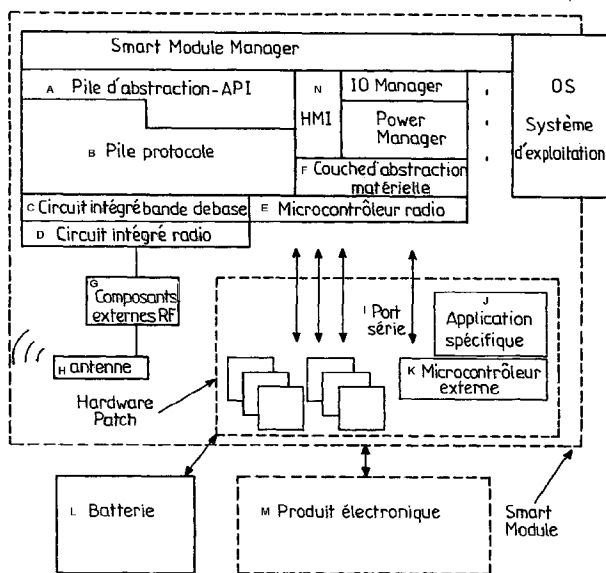 Smart Module Manager
OS
Système
d'exploitation
A Pile d'abstraction-API
N
HMI
IO Manager
Power
Manager
B Pile protocole
F Couche d'abstraction
matérielle
C Circuit intégré bande de base
E Microcontrôleur radio
D Circuit intégré radio
G
Composants
externes RF
H antenne
I Port
série
J
Application
spécifique
K Microcontrôleur
externe
Hardware
Patch
L Batterie
M Produit électronique
Smart
Module